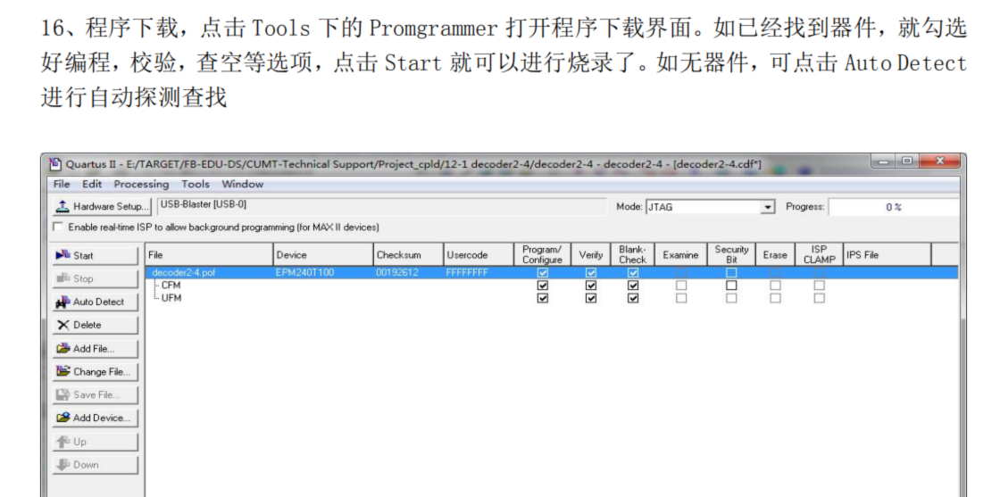 16、程序下载，点击 Tools 下的 Promgrammer 打开程序下载界面。如已经找到器件，就勾选
好编程，校验，查空等选项，点击 Start 就可以进行烧录了。如无器件，可点击 Auto Detect
进行自动探测查找
Quartus II - E:/TARGET/FB-EDU-DS/CUMT-Technical Support/Project_cpld/12-1 decoder2-4/decoder2-4 - decoder2-4 - [decoder2-4.cdf*]
File Edit Processing Tools Window
Hardware Setup... USB-Blaster [USB-0] Mode: JTAG Progress: 0 %
Enable real-time ISP to allow background programming (for MAX II devices)
Start
Stop
Auto Detect
Delete
Add File...
Change File...
Save File...
Add Device...
Up
Down
File Device Checksum Usercode Program/ Configure Verify Blank- Check Examine Security Bit Erase ISP CLAMP IPS File
decoder2-4.pof EPM240T100 00192612 FFFFFFFF
CFM
UFM